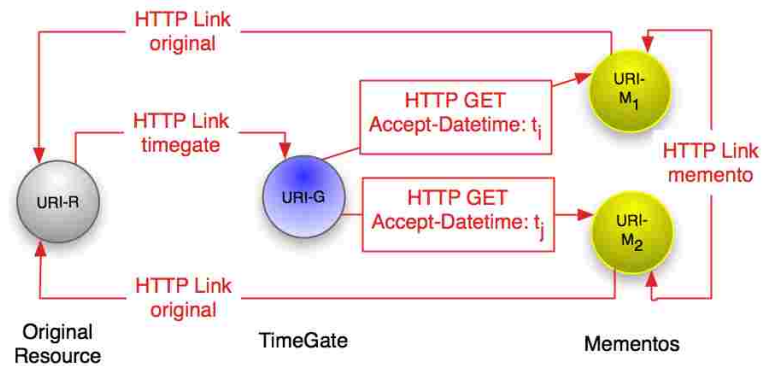 HTTP Link
original
HTTP Link
timegate
HTTP GET
Accept-Datetime: ti
URI-
M1
HTTP Link
memento
URI-R
URI-G
HTTP GET
Accept-Datetime: tj
URI-
M2
HTTP Link
original
Original
Resource
TimeGate
Mementos